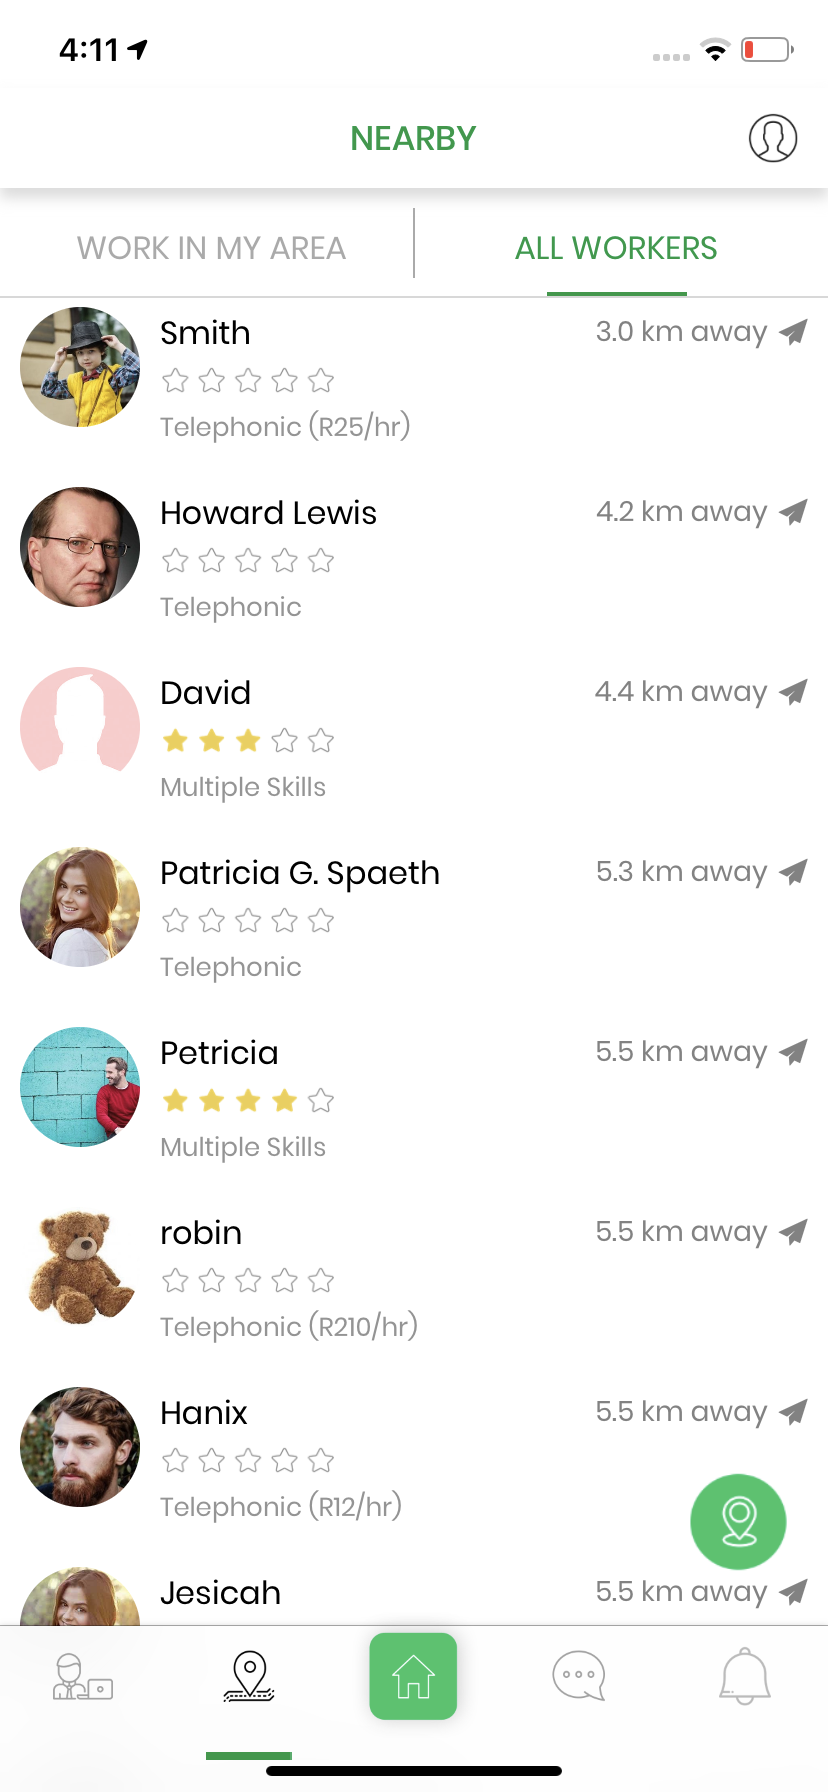 4:11
NEARBY
WORK IN MY AREA
ALL WORKERS
Smith
3.0 km away
Telephonic (R25/hr)
Howard Lewis
4.2 km away
Telephonic
David
4.4 km away
Multiple Skills
Patricia G. Spaeth
5.3 km away
Telephonic
Petricia
5.5 km away
Multiple Skills
robin
5.5 km away
Telephonic (R210/hr)
Hanix
5.5 km away
Telephonic (R12/hr)
Jesicah
5.5 km away